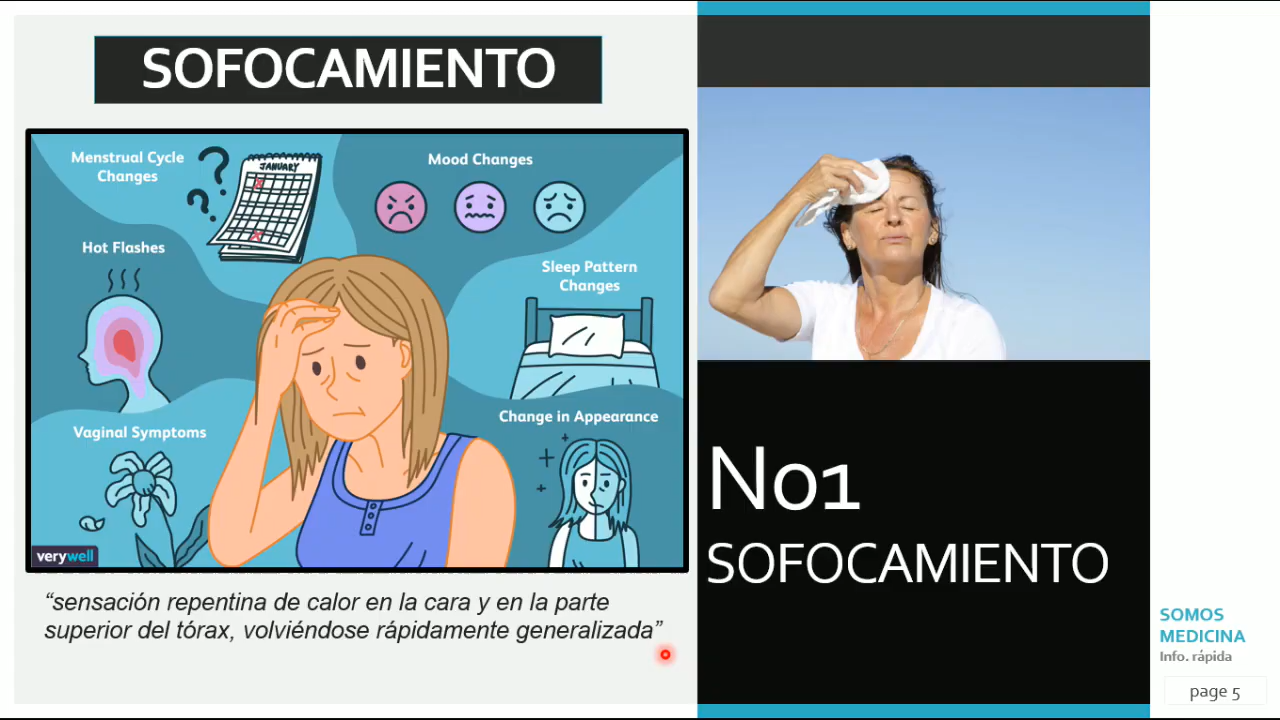 SOFOCAMIENTO
Menstrual Cycle
Changes
JANUARY
Mood Changes
Hot Flashes
Sleep Pattern
Changes
Vaginal Symptoms
Change in Appearance
verywell
“sensación repentina de calor en la cara y en la parte
superior del tórax, volviéndose rápidamente generalizada”
No1
SOFOCAMIENTO
SOMOS
MEDICINA
Info. rápida
page 5